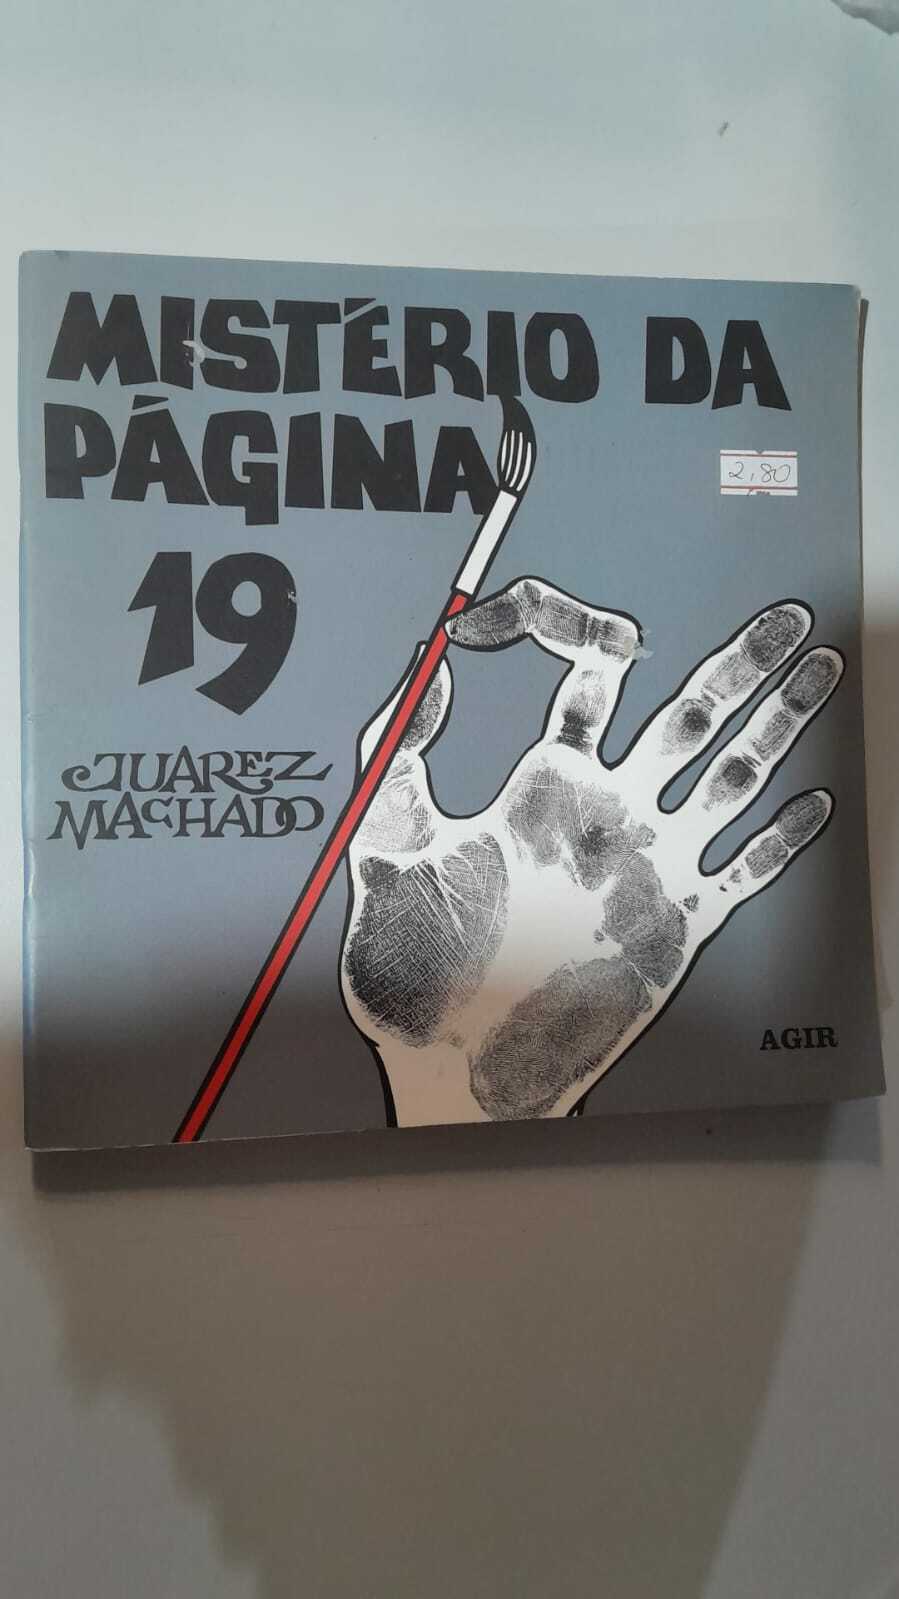 MISTÉRIO DA
PÁGINA
19
JUAREZ
MACHADO
2,80
AGIR